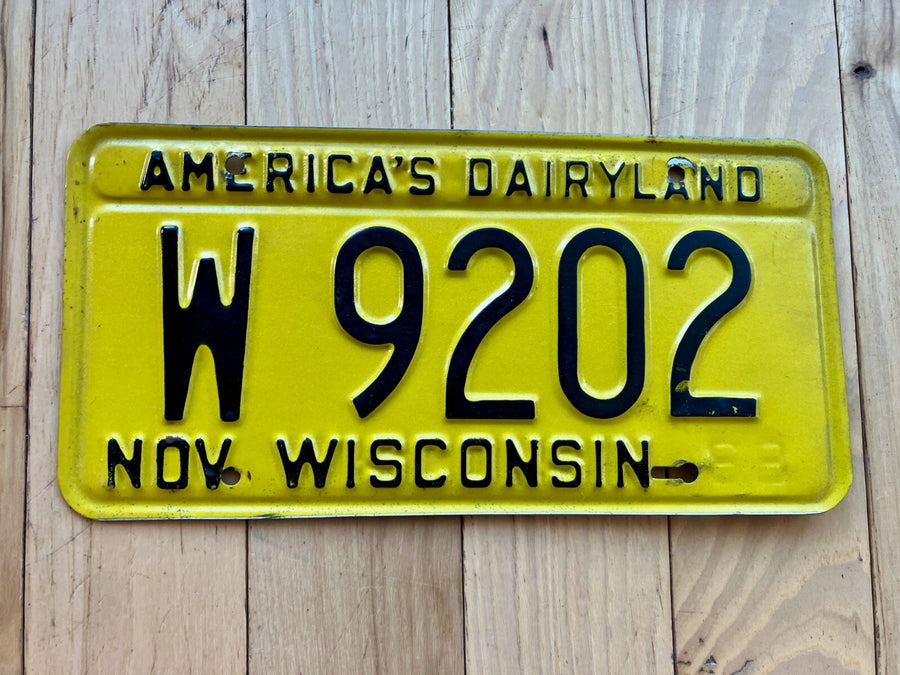 AMERICA'S DAIRYLAND
W 9202
NOV WISCONSIN